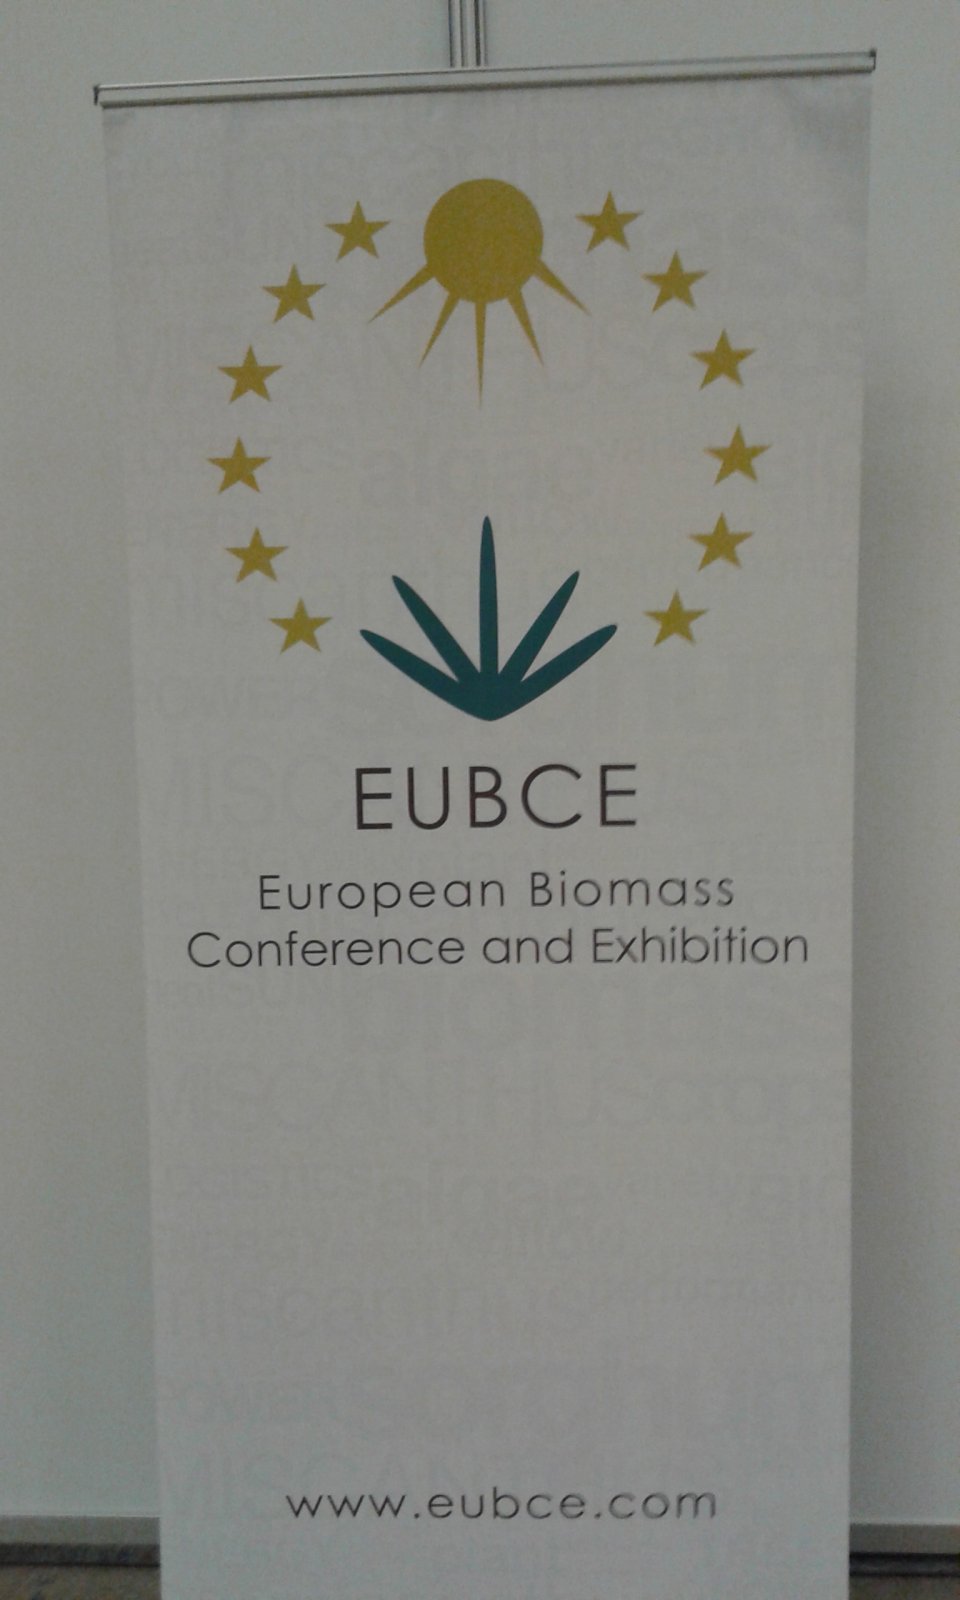 EUBCE
European Biomass
Conference and Exhibition
www.eubce.com